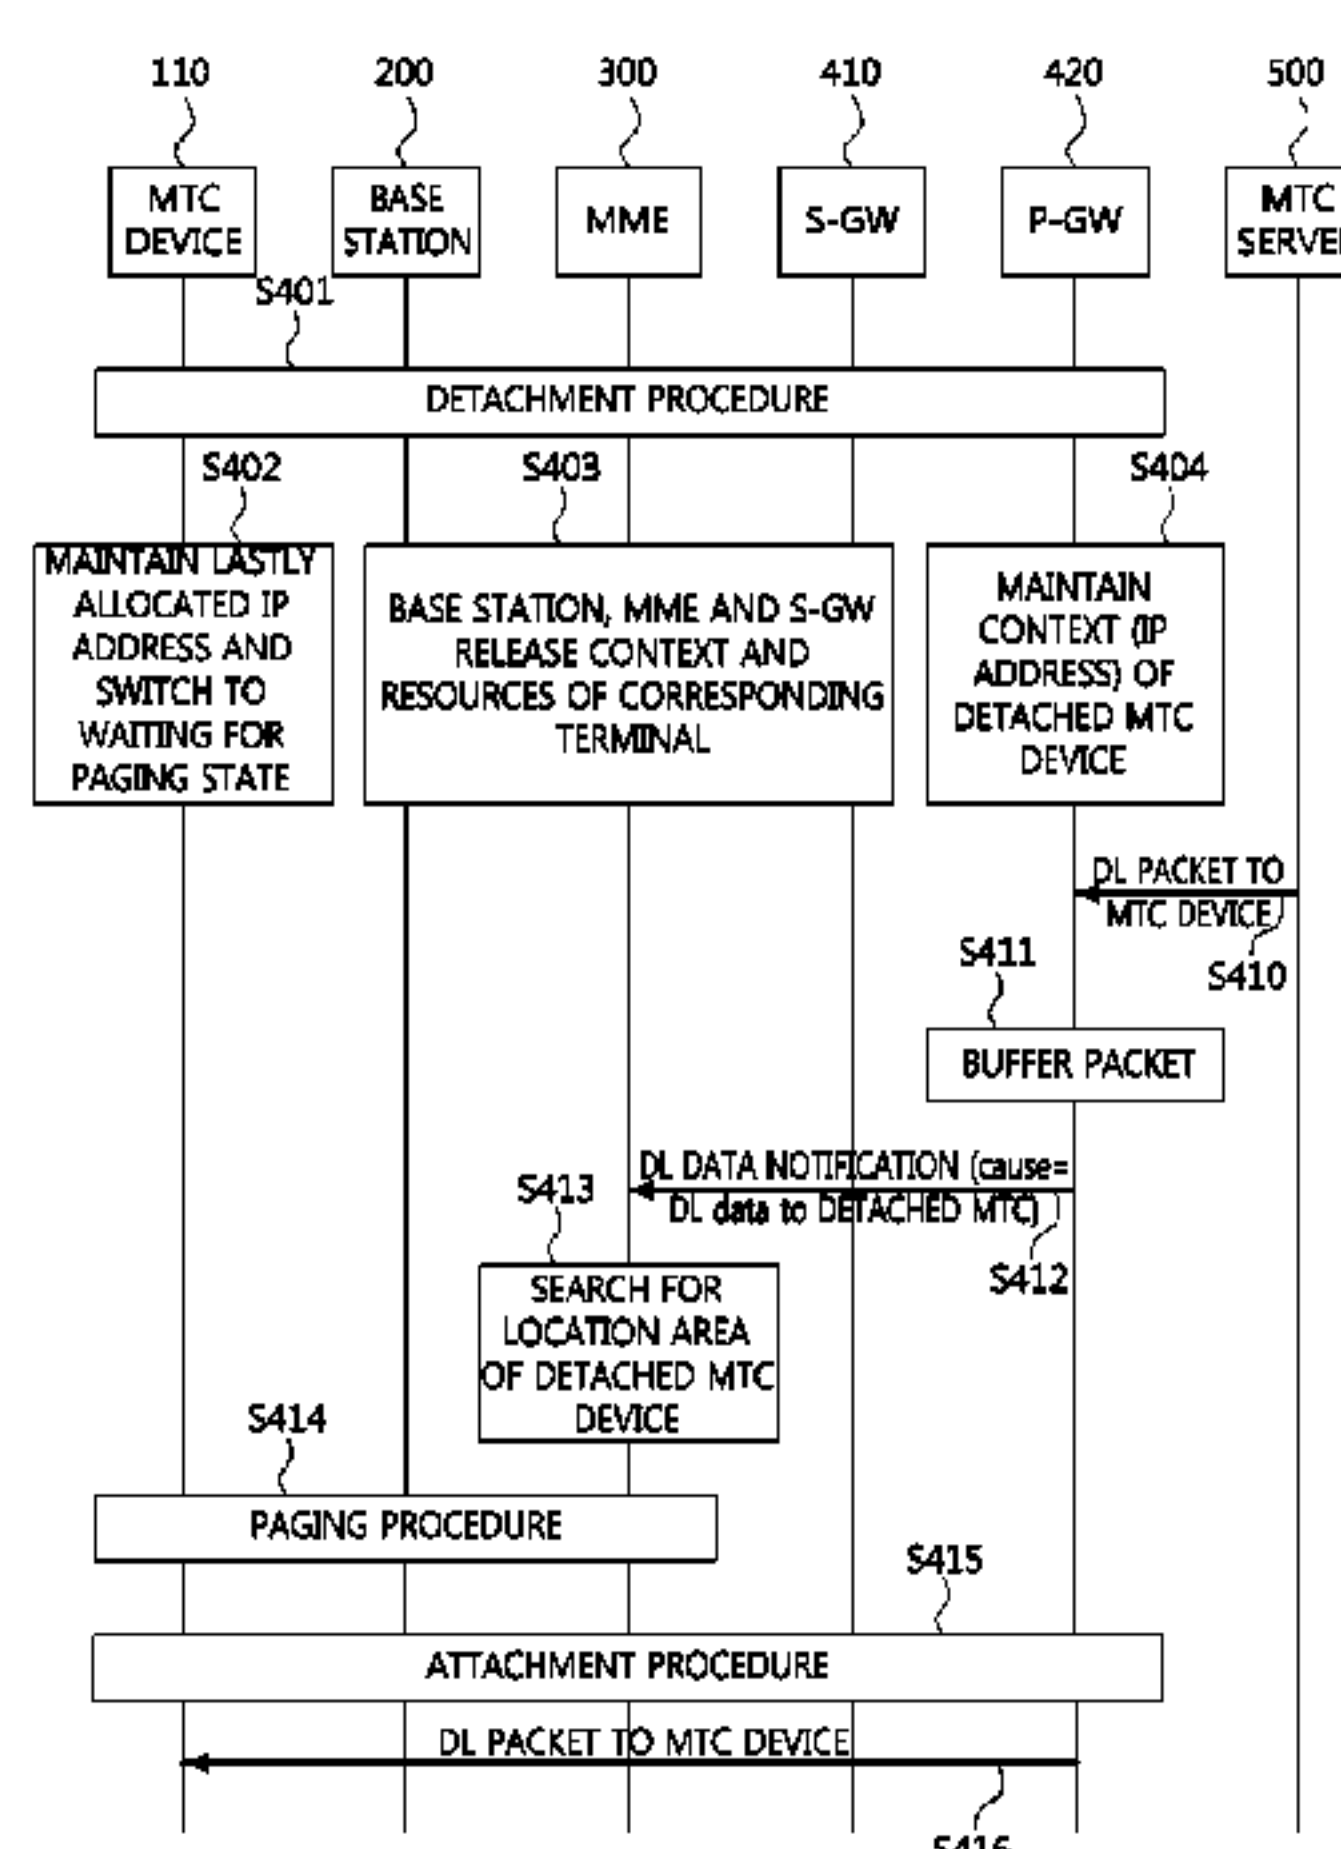 110 200 300 410 420 500
MTC
DEVICE
BASE
STATION
MME
S-GW
P-GW
MTC
SERVER
S401
DETACHMENT PROCEDURE
S402 S403 S404
MAINTAIN LASTLY
ALLOCATED IP
ADDRESS AND
SWITCH TO
WAITING FOR
PAGING STATE
BASE STATION, MME AND S-GW
RELEASE CONTEXT AND
RESOURCES OF CORRESPONDING
TERMINAL
MAINTAIN
CONTEXT (IP
ADDRESS) OF
DETACHED MTC
DEVICE
DL PACKET TO
MTC DEVICE
S410
S411
BUFFER PACKET
DL DATA NOTIFICATION (cause=
DL data to DETACHED MTC)
S412
S413
SEARCH FOR
LOCATION AREA
OF DETACHED MTC
DEVICE
S414
PAGING PROCEDURE
S415
ATTACHMENT PROCEDURE
DL PACKET TO MTC DEVICE
S416